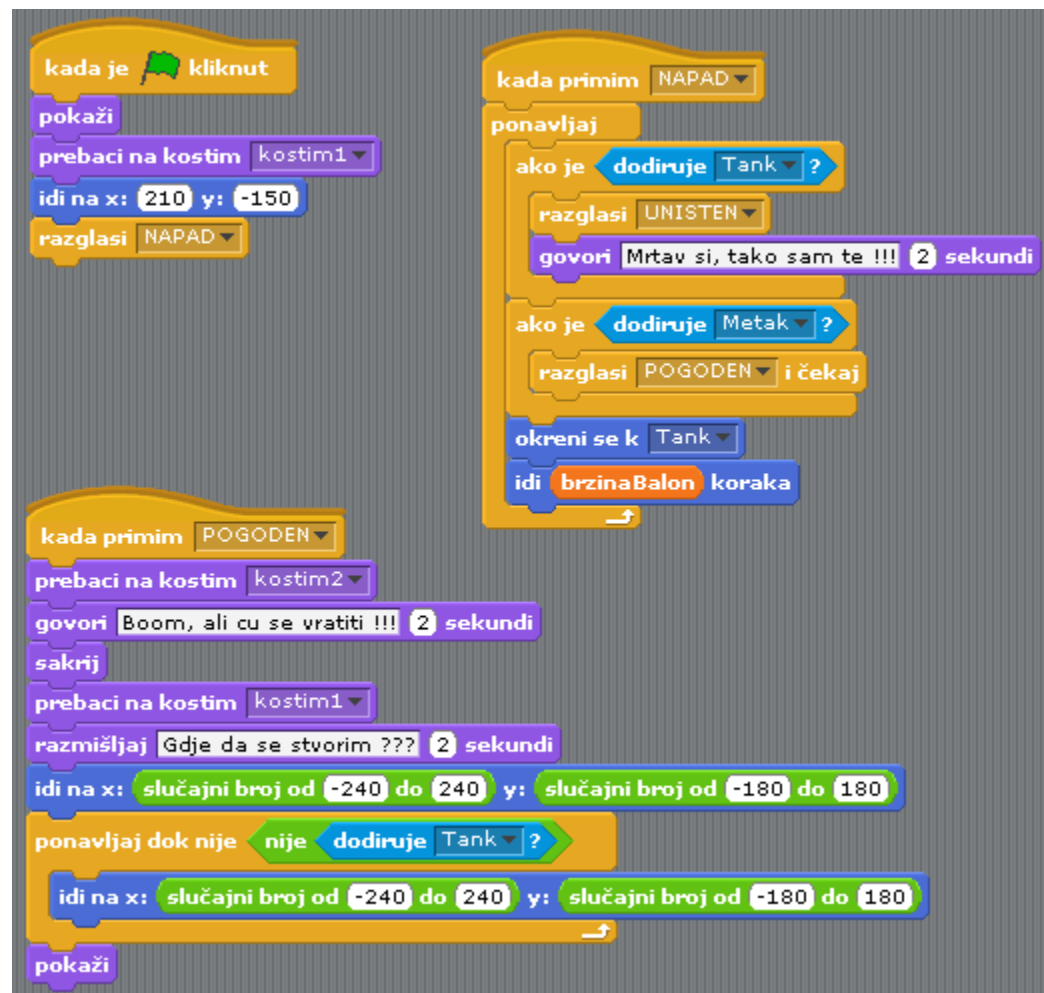 kada je kliknut
pokaži
prebaci na kostim kostim1
idi na x: 210 y: -150
razglasi NAPAD
kada primim NAPAD
ponavljaj
ako je dodiruje Tank ?
razglasi UNISTEN
govori Mrtav si, tako sam te !!! 2 sekundi
ako je dodiruje Metak ?
razglasi POGODEN i čekaj
okreni se k Tank
idi brzinaBalon koraka
kada primim POGODEN
prebaci na kostim kostim2
govori Boom, ali cu se vratiti !!! 2 sekundi
sakrij
prebaci na kostim kostim1
razmišljaj Gdje da se stvorim ??? 2 sekundi
idi na x: slučajni broj od -240 do 240 y: slučajni broj od -180 do 180
ponavljaj dok nije nije dodiruje Tank ?
idi na x: slučajni broj od -240 do 240 y: slučajni broj od -180 do 180
pokaži